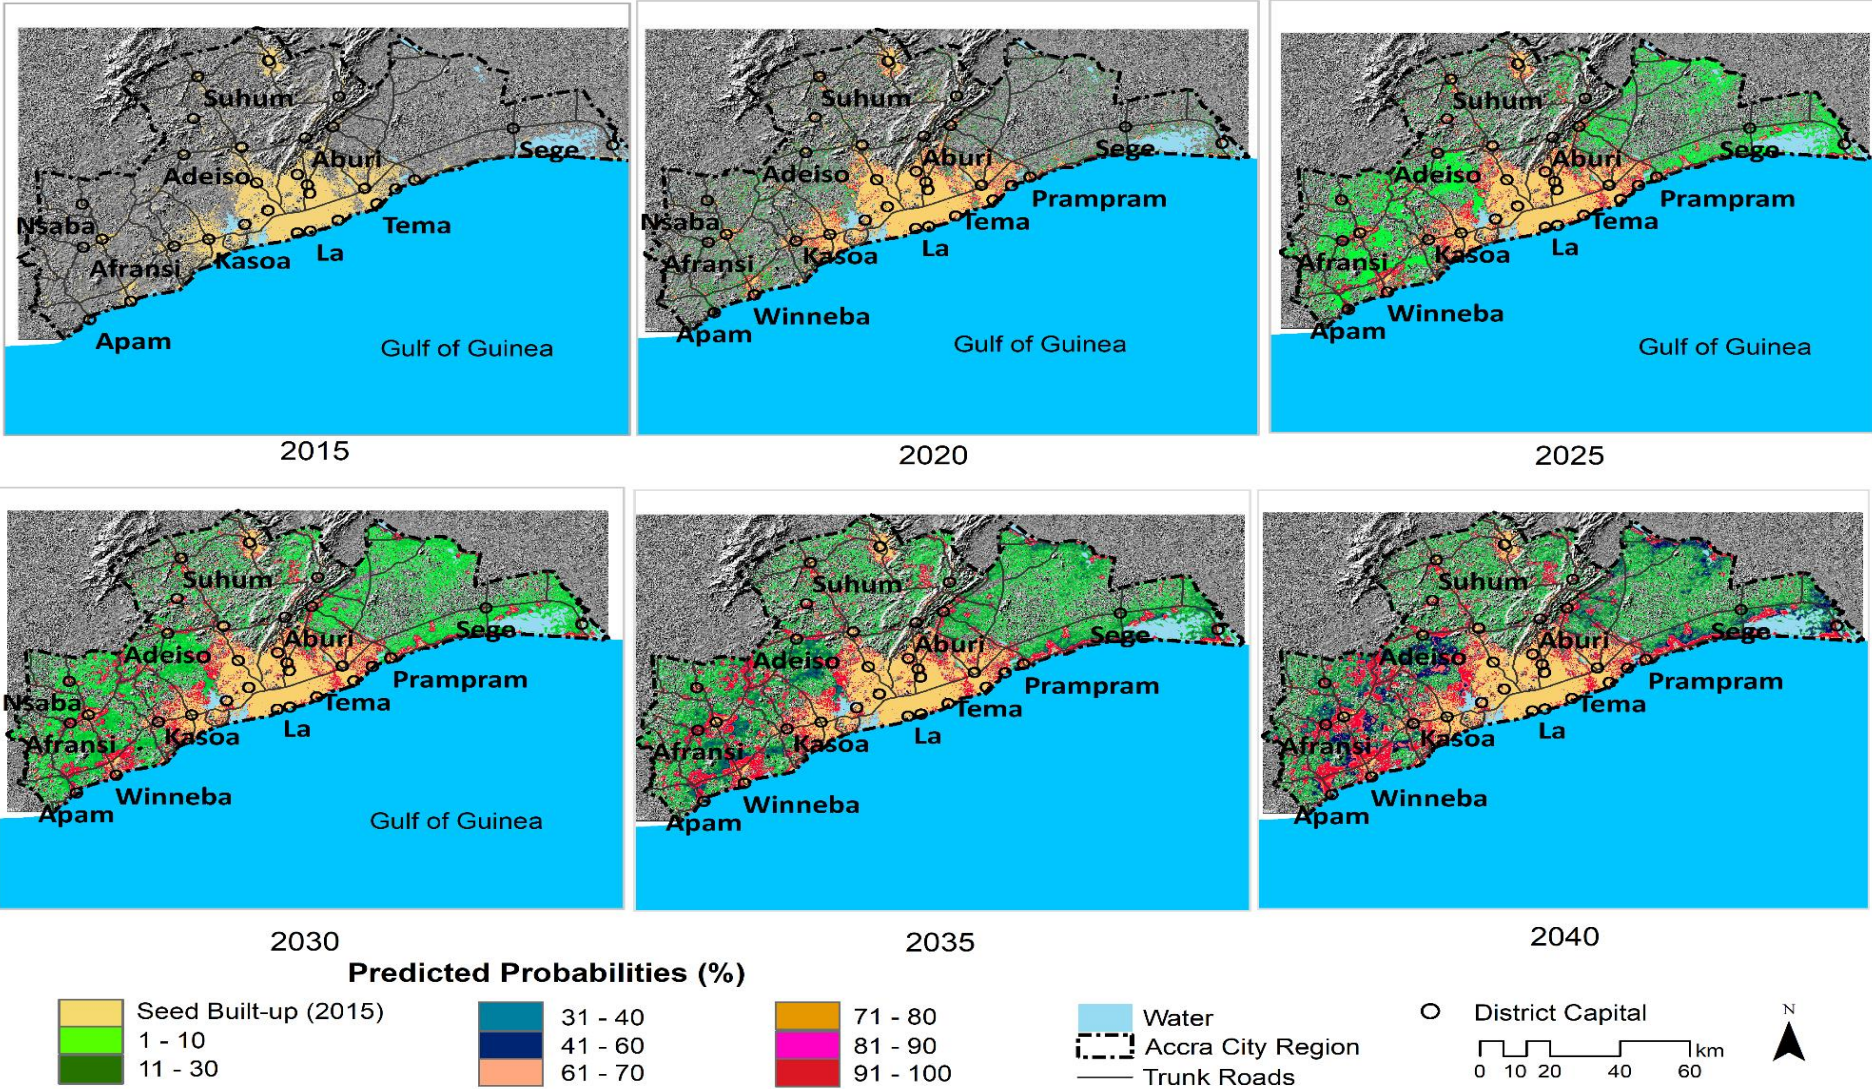 Suhum
Aburi
Sege
Adeiso
Nsaba
Tema
La
Kasoa
Afransi
Apam
Gulf of Guinea
2015
Suhum
Aburi
Sege
Adeiso
Prampram
Nsaba
Tema
La
Kasoa
Afransi
Winneba
Apam
Gulf of Guinea
2020
Suhum
Aburi
Sege
Adeiso
Prampram
Tema
La
Kasoa
Afransi
Winneba
Apam
Gulf of Guinea
2025
Suhum
Aburi
Sege
Adeiso
Prampram
Nsaba
Tema
La
Kasoa
Afransi
Winneba
Apam
Gulf of Guinea
2030
Suhum
Aburi
Sege
Adeiso
Prampram
Tema
La
Kasoa
Afransi
Winneba
Apam
2035
Suhum
Aburi
Sege
Adeiso
Prampram
Tema
La
Kasoa
Afransi
Winneba
Apam
2040
Predicted Probabilities (%)
Seed Built-up (2015)
1 - 10
11 - 30
31 - 40
41 - 60
61 - 70
71 - 80
81 - 90
91 - 100
Water
Accra City Region
Trunk Roads
District Capital
km
0 10 20 40 60
N